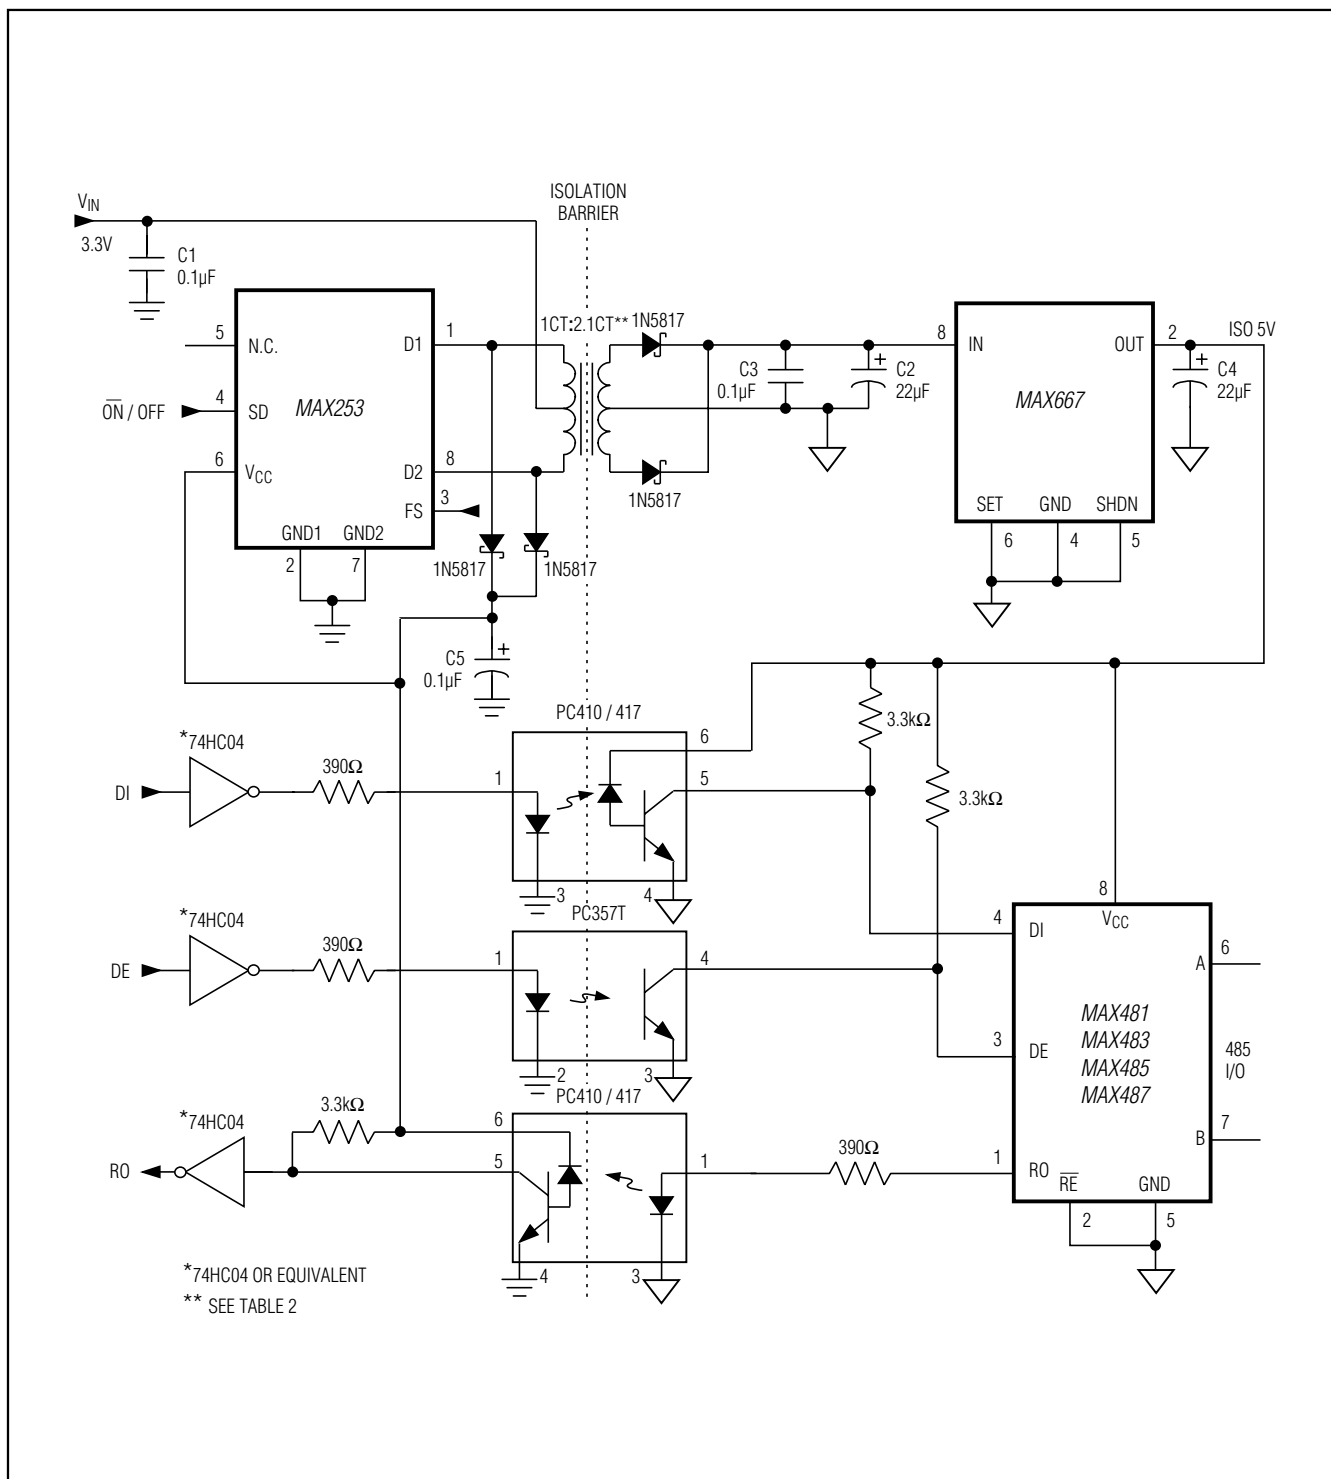 ISOLATION
BARRIER
VIN
3.3V
C1
0.1µF
5
N.C.
ON / OFF
4
SD
6
VCC
MAX253
D1
1
D2
8
FS
3
GND1
GND2
2
7
1CT:2.1CT**
1N5817
1N5817
1N5817
1N5817
C3
0.1µF
+
C2
22µF
8
IN
MAX667
OUT
2
ISO 5V
+
C4
22µF
SET
GND
SHDN
6
4
5
+
C5
0.1µF
PC410 / 417
*74HC04
DI
390Ω
1
3
6
5
4
3.3kΩ
3.3kΩ
PC357T
*74HC04
DE
390Ω
1
2
4
3
PC410 / 417
*74HC04
RO
3.3kΩ
6
5
4
1
3
390Ω
8
VCC
4
DI
3
DE
1
RO
RE
GND
2
5
MAX481
MAX483
MAX485
MAX487
A
6
485
I/O
B
7
*74HC04 OR EQUIVALENT
** SEE TABLE 2